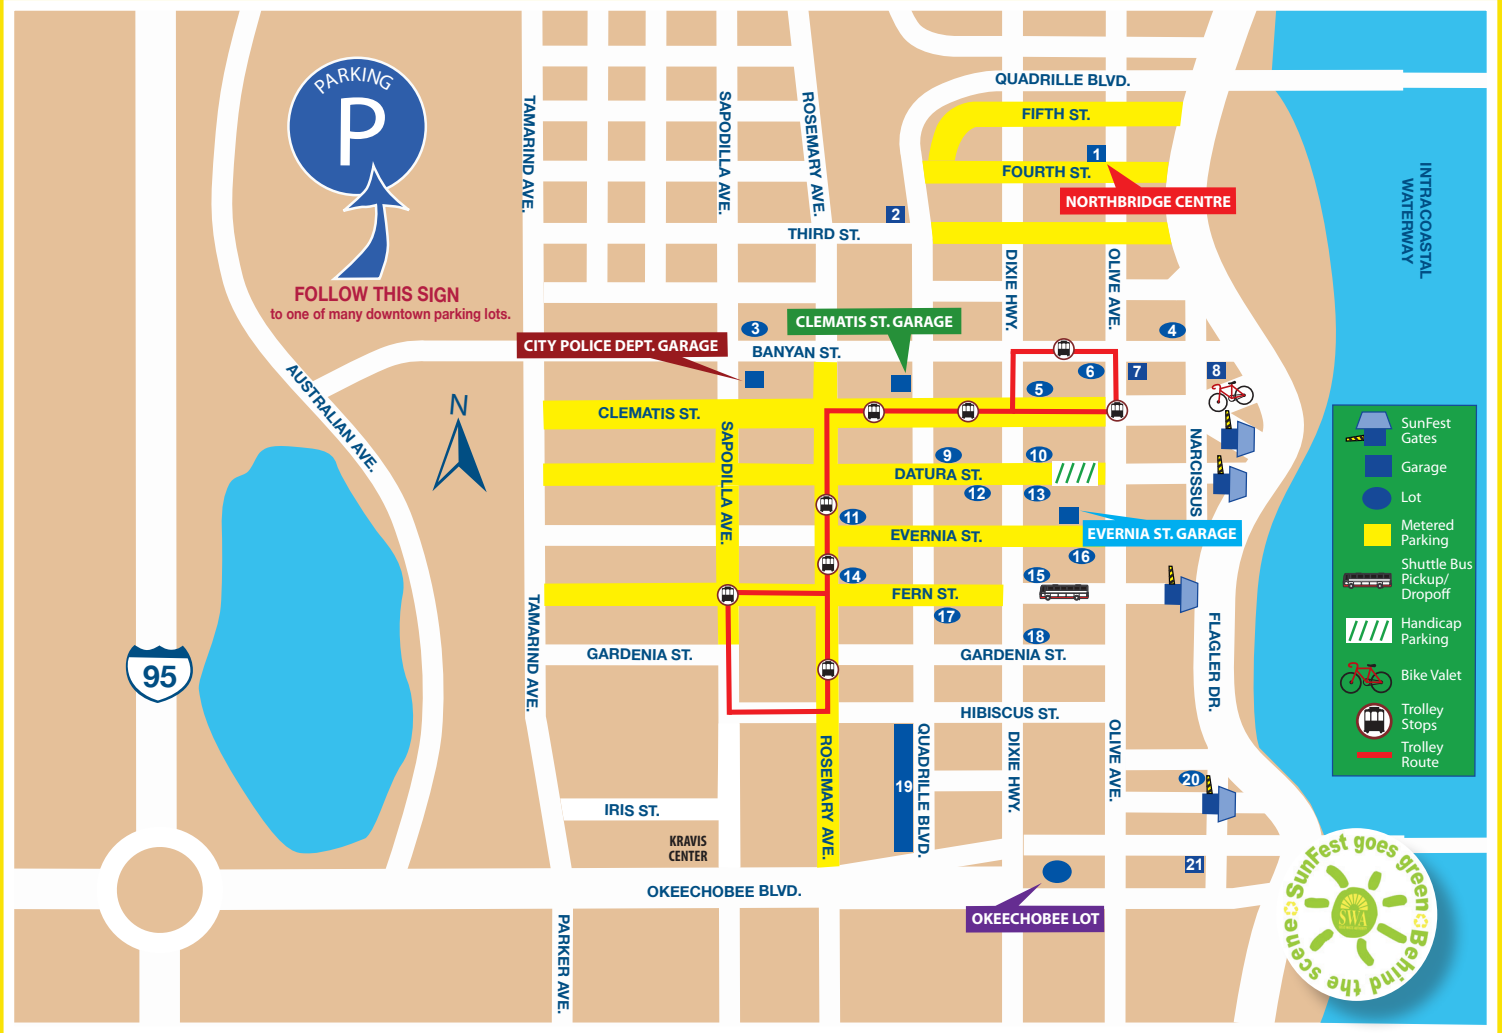 PARKING
P
FOLLOW THIS SIGN
to one of many downtown parking lots.
TAMARIND AVE.
SAPODILLA AVE.
ROSEMARY AVE.
QUADRILLE BLVD.
FIFTH ST.
1
FOURTH ST.
NORTHBRIDGE CENTRE
2
THIRD ST.
INTRACOASTAL
WATERWAY
DIXIE HWY.
OLIVE AVE.
3
CLEMATIS ST. GARAGE
4
CITY POLICE DEPT. GARAGE
BANYAN ST.
5
6
7
8
AUSTRALIAN AVE.
N
CLEMATIS ST.
SAPODILLA AVE.
NARCISSUS
9
10
DATURA ST.
12
13
11
EVERNIA ST.
EVERNIA ST. GARAGE
16
14
15
FERN ST.
17
18
TAMARIND AVE.
GARDENIA ST.
GARDENIA ST.
FLAGLER DR.
95
HIBISCUS ST.
ROSEMARY AVE.
19
QUADRILLE BLVD.
DIXIE HWY.
OLIVE AVE.
20
IRIS ST.
KRAVIS
CENTER
21
OKEECHOBEE BLVD.
OKEECHOBEE LOT
PARKER AVE.
SunFest
Gates
Garage
Lot
Metered
Parking
Shuttle Bus
Pickup/
Dropoff
Handicap
Parking
Bike Valet
Trolley
Stops
Trolley
Route
SunFest goes green
Behind the scene
SWA